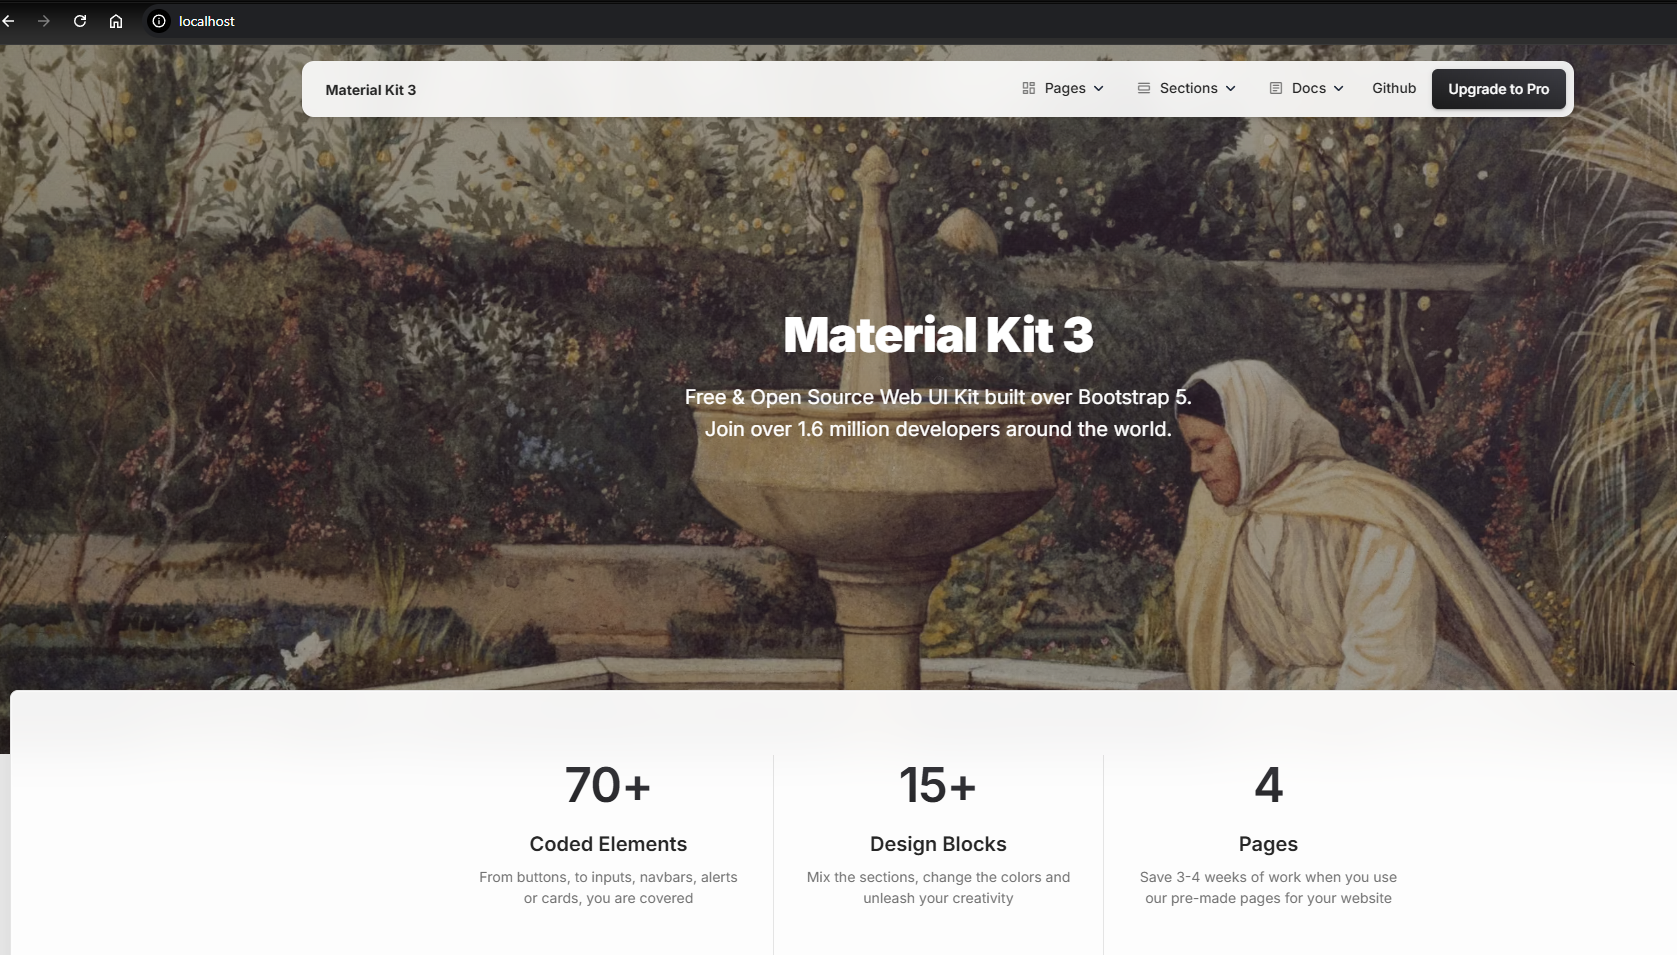 localhost
Material Kit 3
Pages
Sections
Docs
Github
Upgrade to Pro
Material Kit 3
Free & Open Source Web UI Kit built over Bootstrap 5.
Join over 1.6 million developers around the world.
70+
Coded Elements
From buttons, to inputs, navbars, alerts
or cards, you are covered
15+
Design Blocks
Mix the sections, change the colors and
unleash your creativity
4
Pages
Save 3-4 weeks of work when you use
our pre-made pages for your website